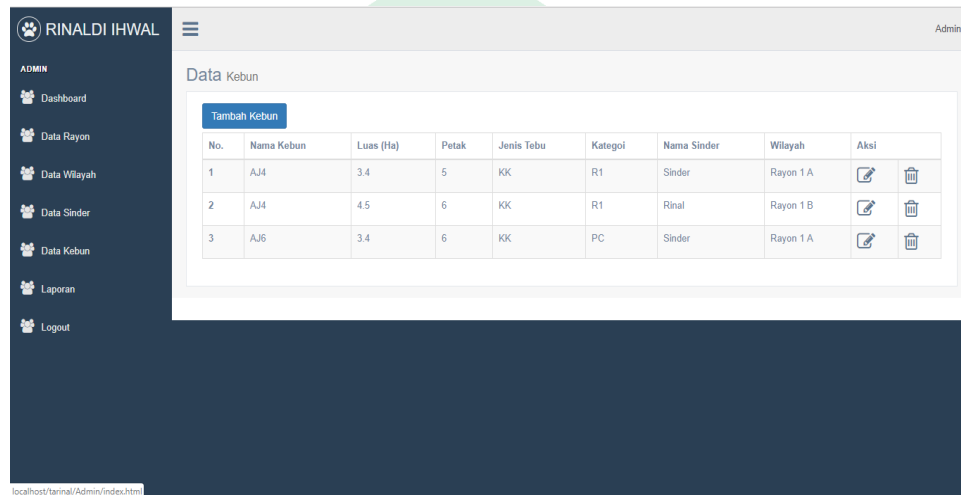 RINALDI IHWAL
Admin
ADMIN
Dashboard
Data Rayon
Data Wilayah
Data Sinder
Data Kebun
Laporan
Logout
Data Kebun
Tambah Kebun
No. Nama Kebun Luas (Ha) Petak Jenis Tebu Kategoi Nama Sinder Wilayah Aksi
1 AJ4 3.4 5 KK R1 Sinder Rayon 1 A
2 AJ4 4.5 6 KK R1 Rinal Rayon 1 B
3 AJ6 3.4 6 KK PC Sinder Rayon 1 A
localhost/tarinal/Admin/index.html